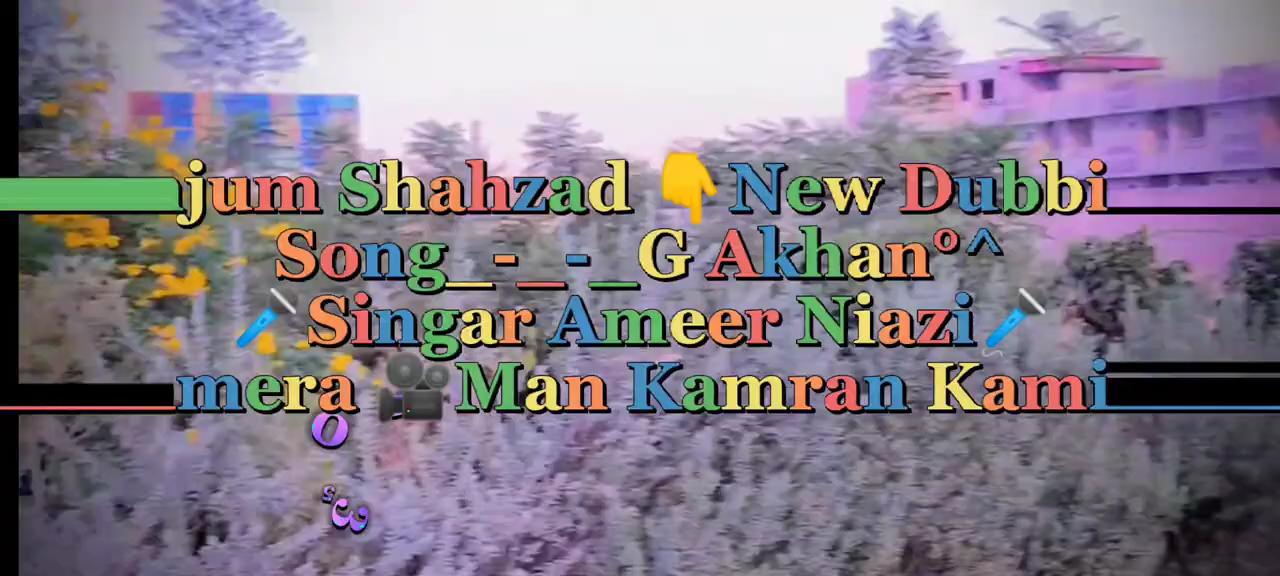 jum Shahzad 👇New Dubbi
Song_-_-_G Akhan°^
🎤Singar Ameer Niazi🎤
mera 🎥Man Kamran Kami